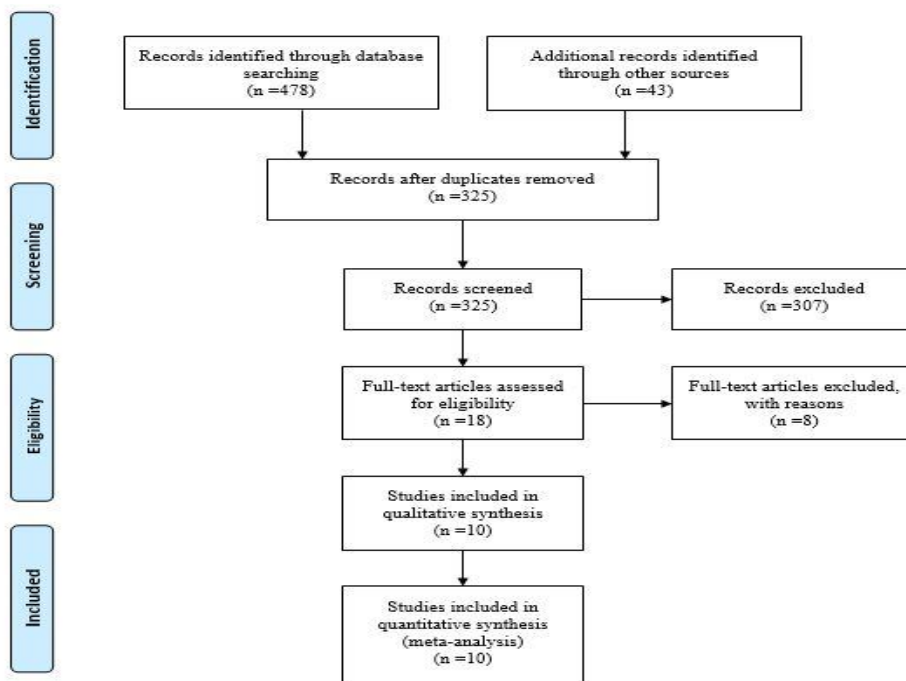 Identification
Records identified through database
searching
(n =478)
Additional records identified
through other sources
(n =43)
Records after duplicates removed
(n =325)
Screening
Records screened
(n =325)
Records excluded
(n =307)
Eligibility
Full-text articles assessed
for eligibility
(n =18)
Full-text articles excluded,
with reasons
(n =8)
Studies included in
qualitative synthesis
(n =10)
Included
Studies included in
quantitative synthesis
(meta-analysis)
(n =10)